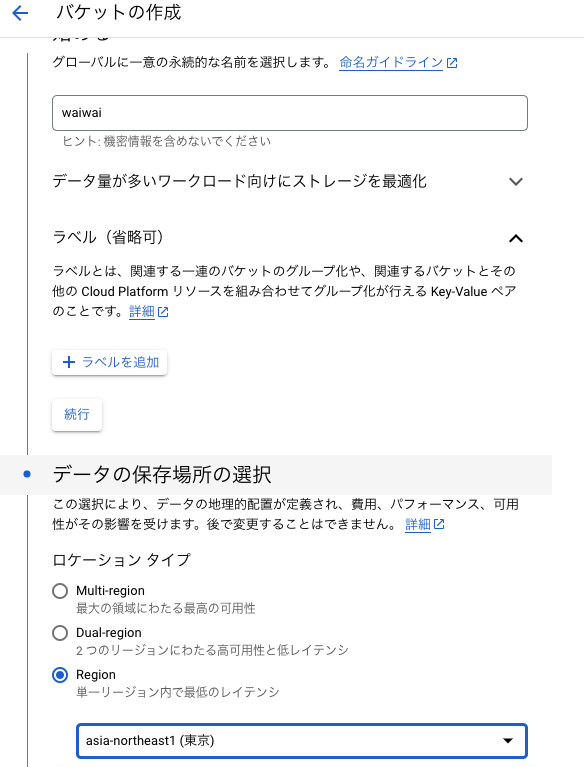 バケットの作成
始める
グローバルに一意の永続的な名前を選択します。 命名ガイドライン
waiwai
ヒント: 機密情報を含めないでください
データ量が多いワークロード向けにストレージを最適化
ラベル（省略可）
ラベルとは、関連する一連のバケットのグループ化や、関連するバケットとその
他の Cloud Platform リソースを組み合わせてグループ化が行える Key-Value ペア
のことです。詳細
ラベルを追加
続行
データの保存場所の選択
この選択により、データの地理的配置が定義され、費用、パフォーマンス、可用
性がその影響を受けます。後で変更することはできません。 詳細
ロケーション タイプ
Multi-region
最大の領域にわたる最高の可用性
Dual-region
2 つのリージョンにわたる高可用性と低レイテンシ
Region
単一リージョン内で最低のレイテンシ
asia-northeast1 (東京)